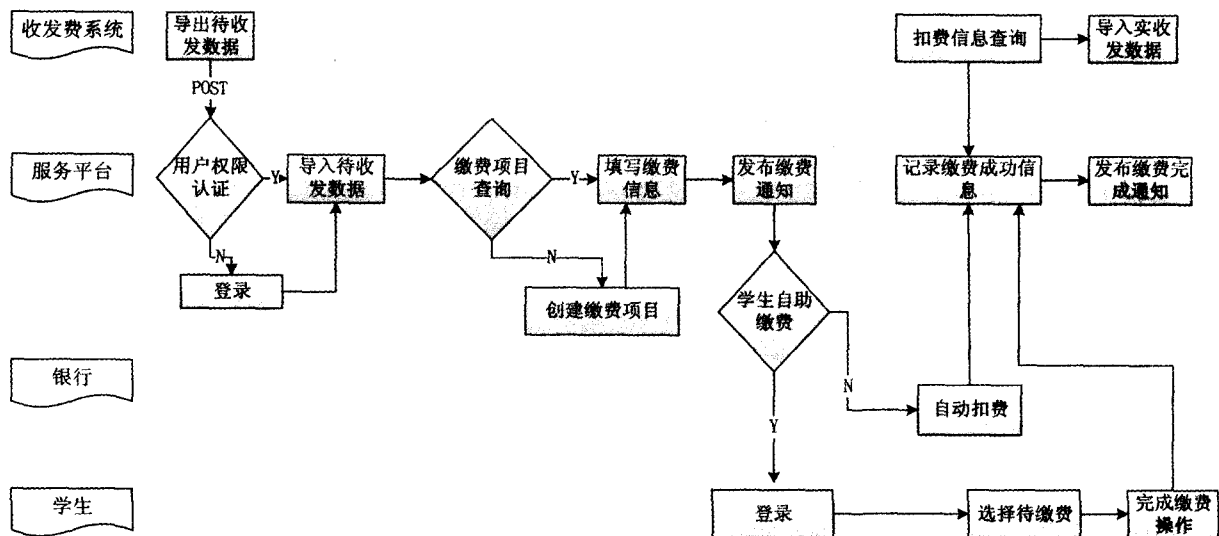 收发费系统
导出待收
发数据
扣费信息查询
导入实收
发数据
POST
服务平台
用户权限
认证
Y
导入待收
发数据
缴费项目
查询
Y
填写缴费
信息
发布缴费
通知
记录缴费成功信
息
发布缴费完
成通知
N
登录
N
创建缴费项目
学生自助
缴费
银行
N
自动扣费
Y
学生
登录
选择待缴费
完成缴费
操作